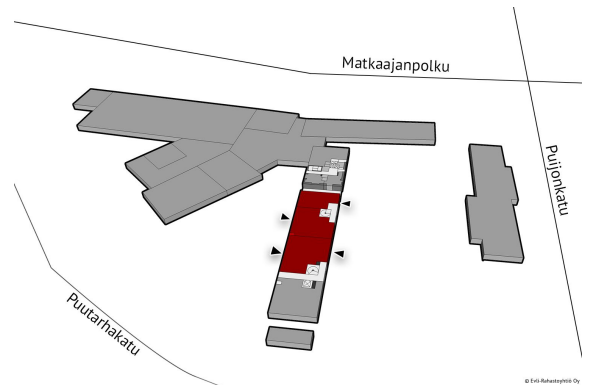 Matkaajanpolku
Puijonkatu
Puutarhakatu
© Evli-Rahastoyhtiö Oy